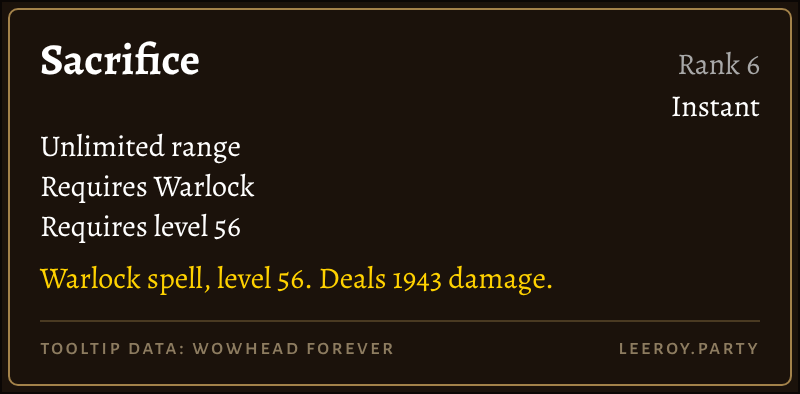 Sacrifice
Rank 6
Instant
Unlimited range
Requires Warlock
Requires level 56
Warlock spell, level 56. Deals 1943 damage.
TOOLTIP DATA: WOWHEAD FOREVER
LEEROY.PARTY